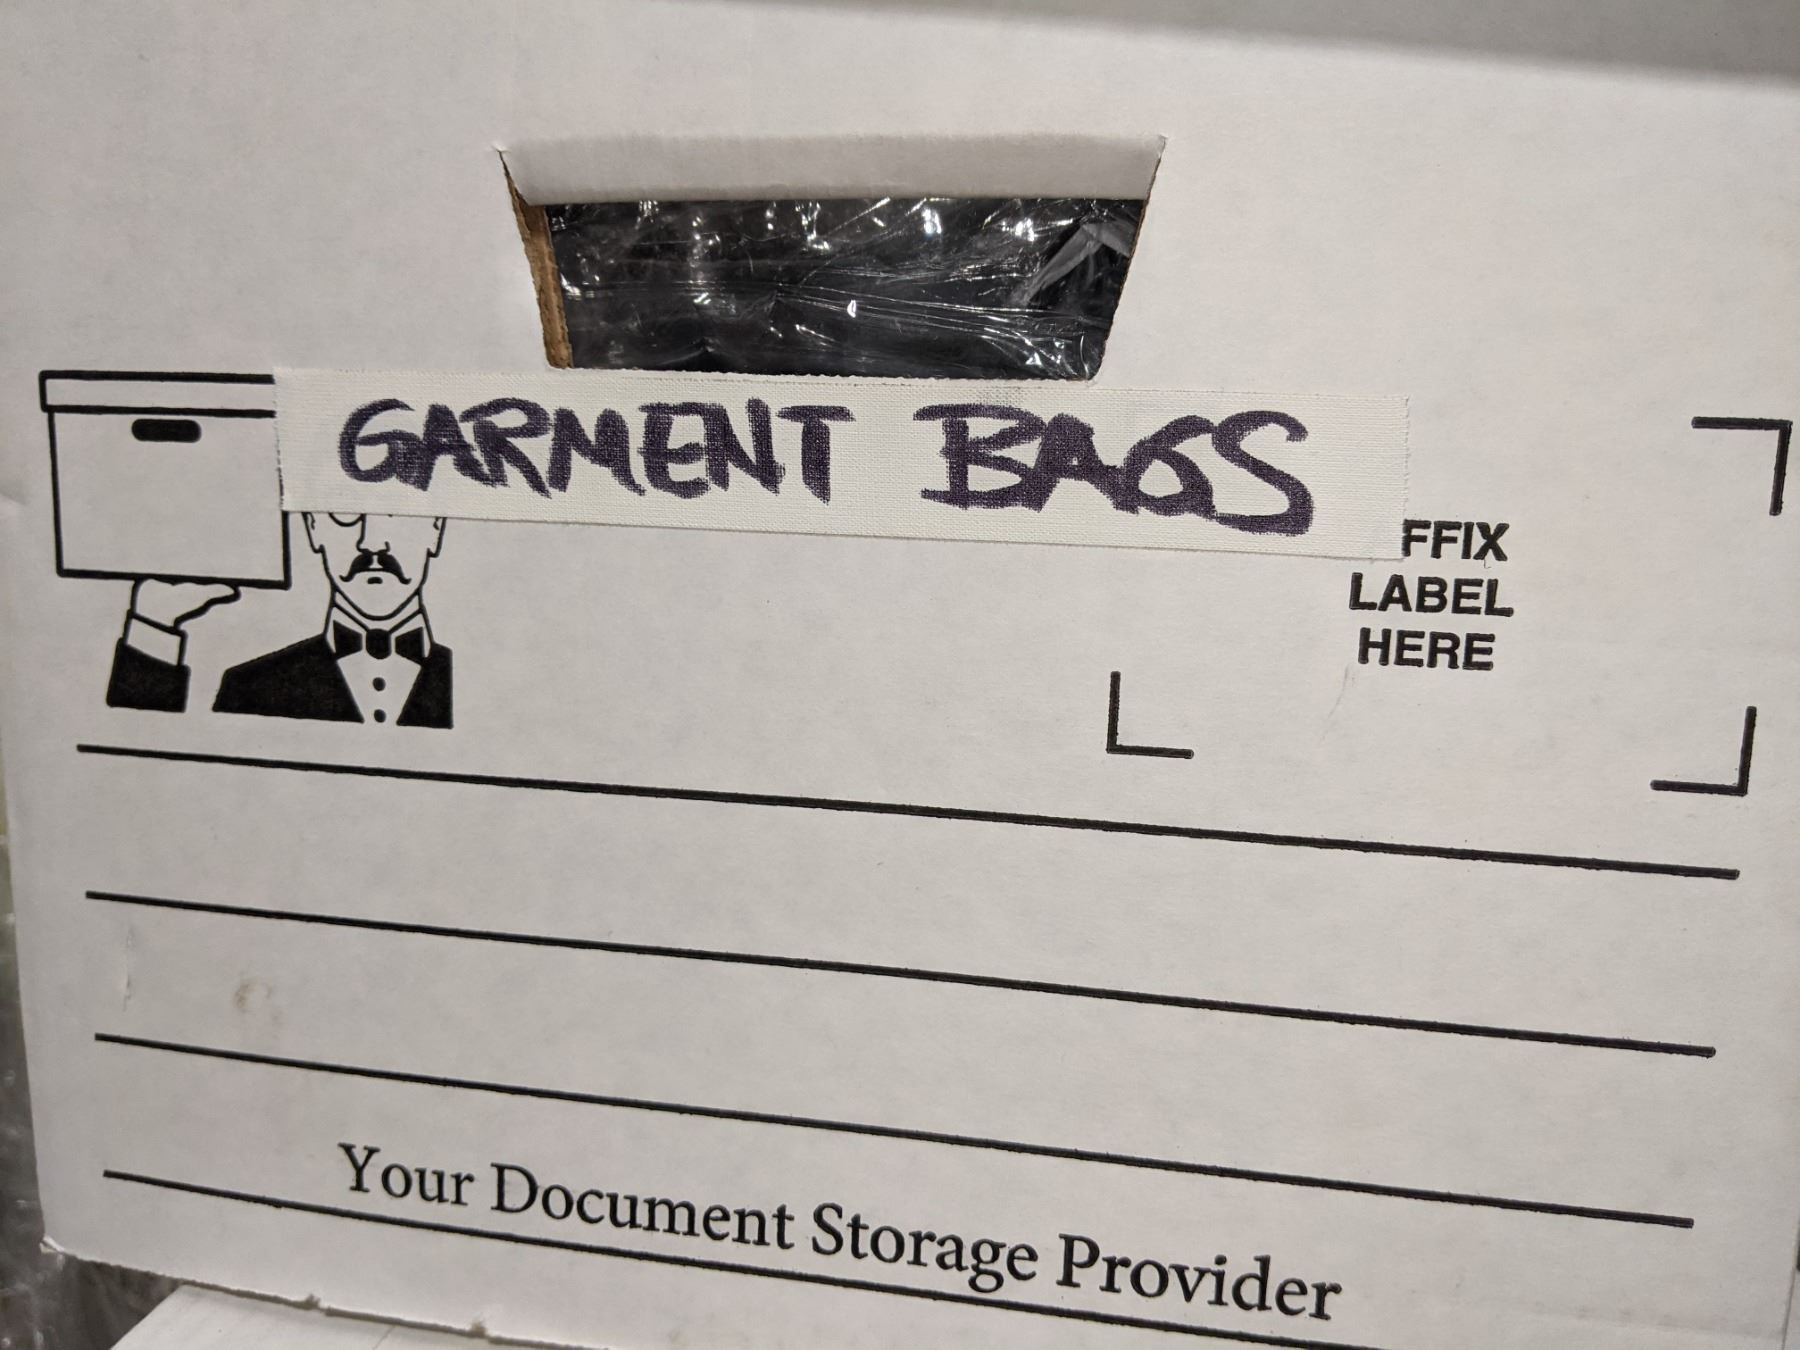 GARMENT BAGS
FFIX
LABEL
HERE
Your Document Storage Provider